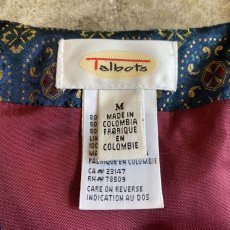 Talbots
M
MADE IN
COLOMBIA
FABRIQUE
EN
COLOMBIE
FABRIQUE EN COLOMBIE
CA 23147
RN 78509
CARE ON REVERSE
INDICATION AU DOS